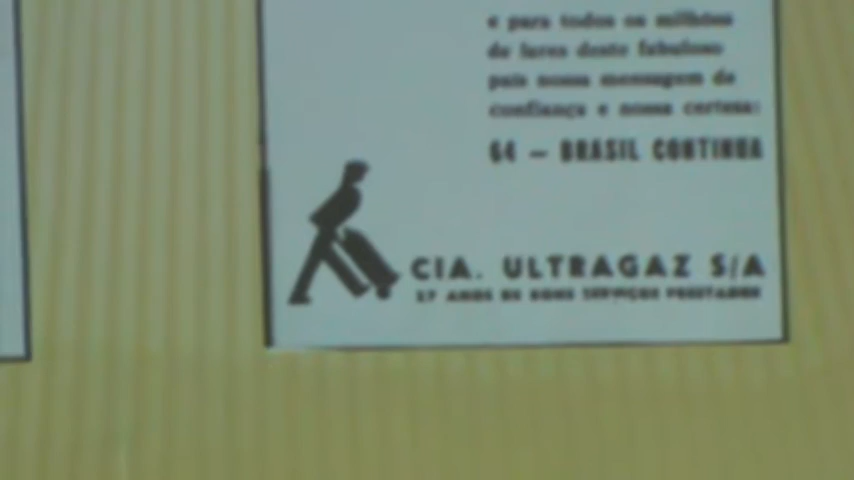 e para todos os milhões
de lares deste fabuloso
país nossa mensagem de
confiança e nossa certeza:
64 — BRASIL CONTINUA
CIA. ULTRAGAZ S/A
27 ANOS DE BONS SERVIÇOS PRESTADOS